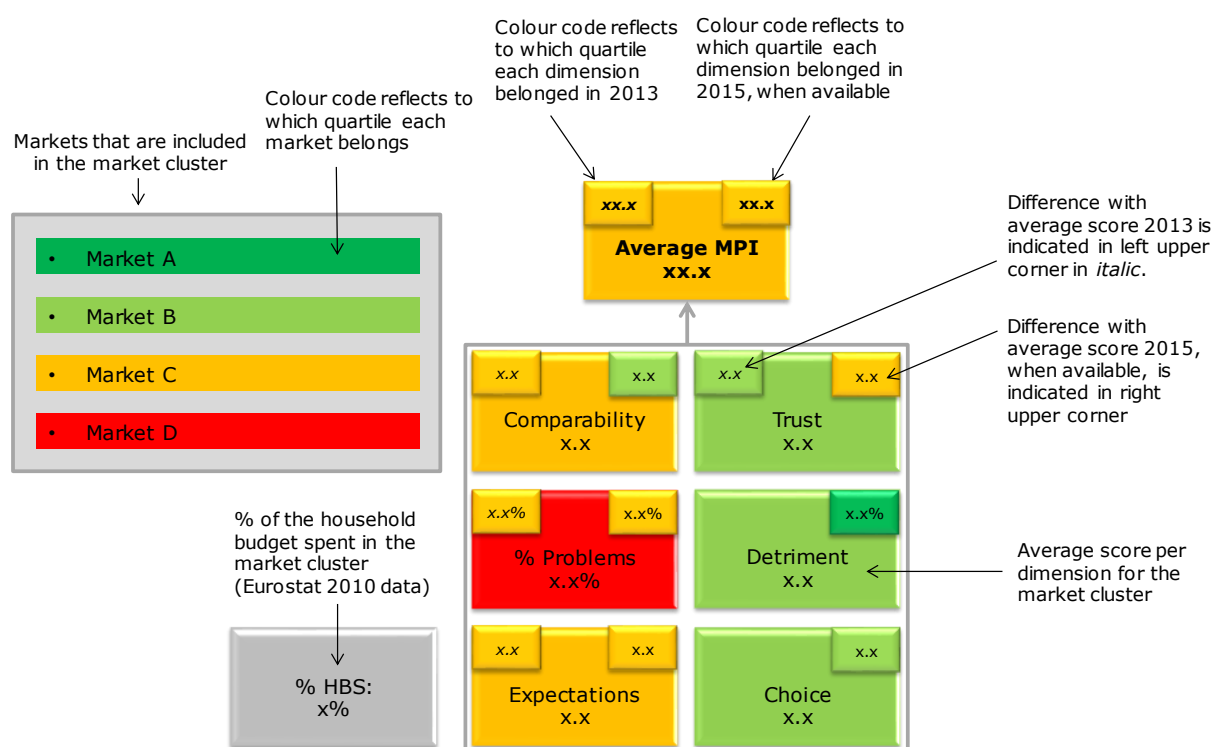 Colour code reflects
to which quartile
each dimension
belonged in 2013
Colour code reflects to
which quartile each
dimension belonged in
2015, when available
Colour code reflects to
which quartile each
market belongs
Markets that are included
in the market cluster
• Market A
• Market B
• Market C
• Market D
xx.x
xx.x
Average MPI
xx.x
Difference with
average score 2013 is
indicated in left upper
corner in italic.
Difference with
average score 2015,
when available, is
indicated in right
upper corner
x.x
x.x
Comparability
x.x
x.x
x.x
Trust
x.x
x.x%
x.x%
% Problems
x.x%
x.x%
Detriment
x.x
Average score per
dimension for the
market cluster
x.x
x.x
Expectations
x.x
x.x
Choice
x.x
% of the household
budget spent in the
market cluster
(Eurostat 2010 data)
% HBS:
x%